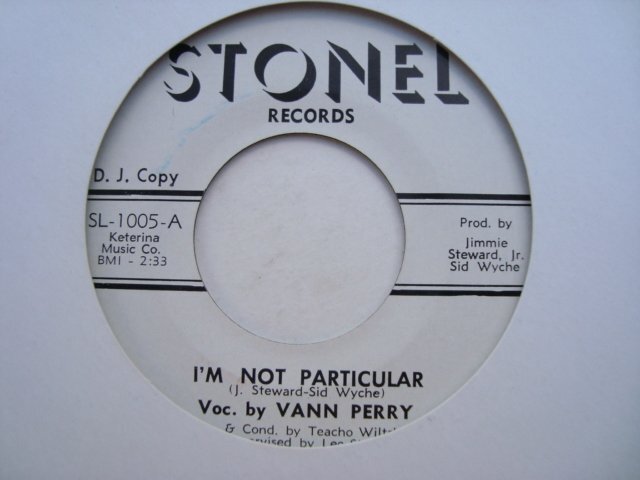 STONEL
RECORDS
D. J. Copy
SL-1005-A
Keterina
Music Co.
BMI - 2:33
Prod. by
Jimmie
Steward, Jr.
Sid Wyche
I'M NOT PARTICULAR
(J. Steward-Sid Wyche)
Voc. by VANN PERRY
& Cond. by Teacho
by